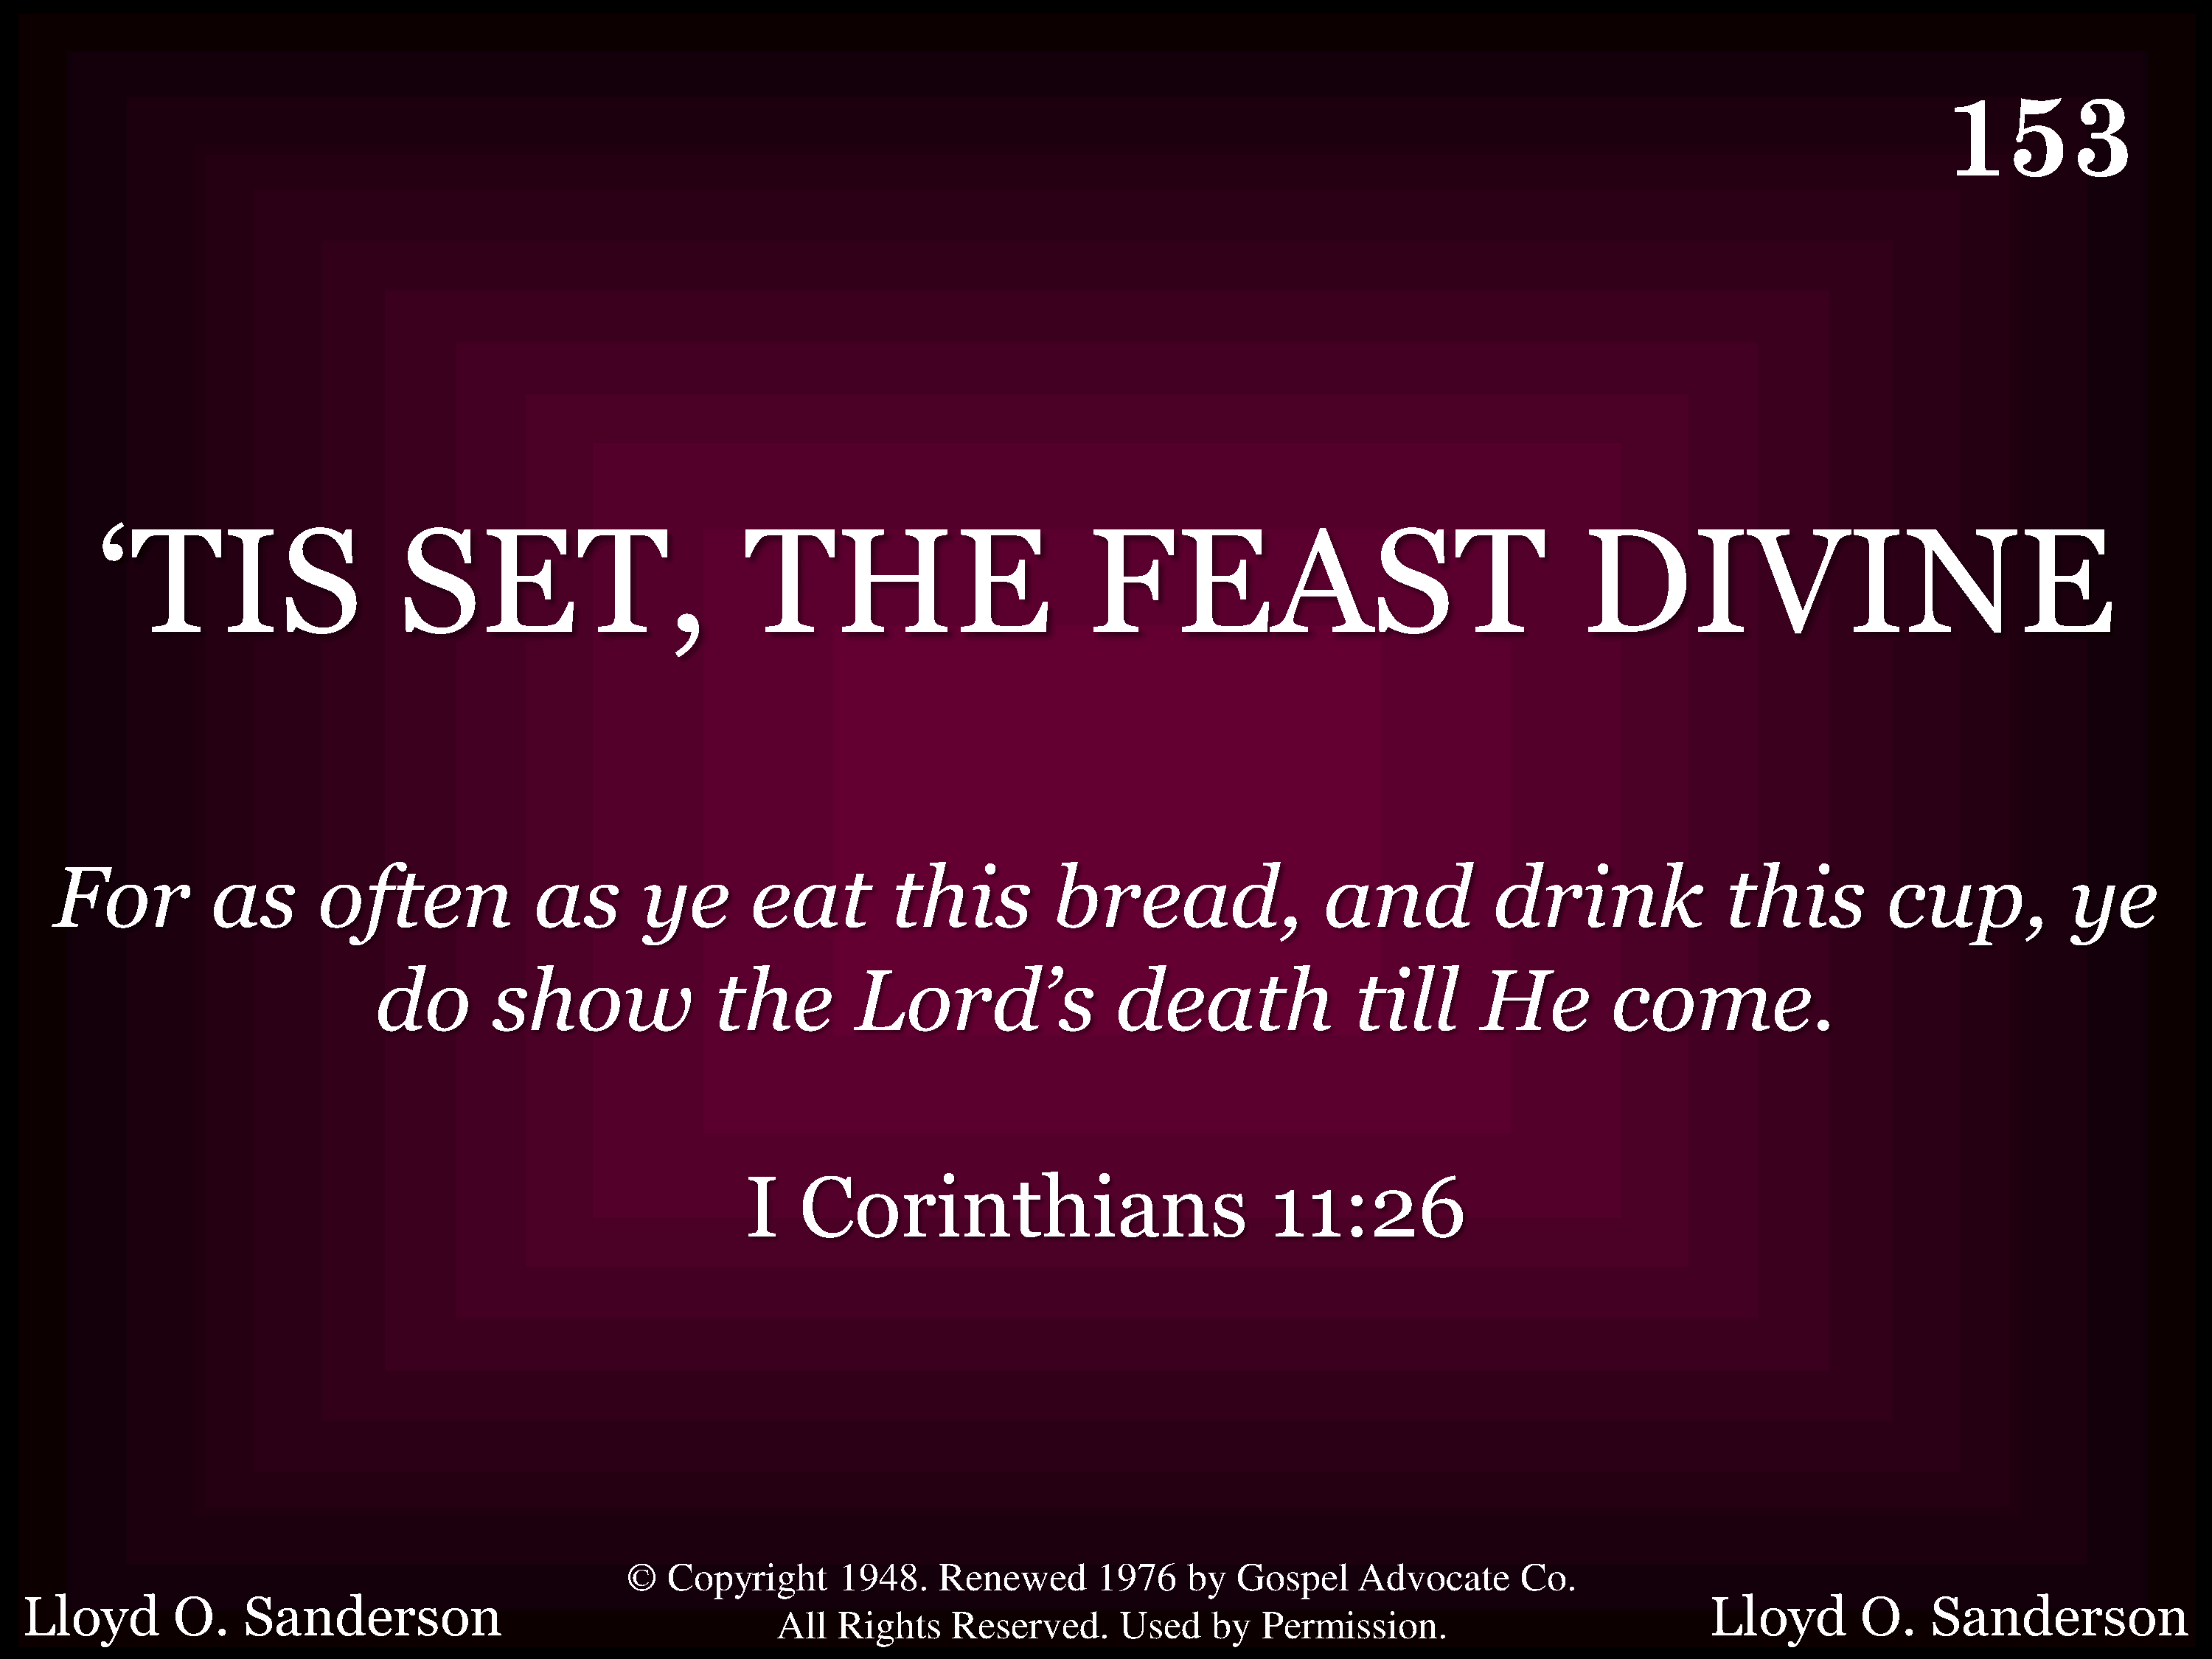 153
‘TIS SET, THE FEAST DIVINE
For as often as ye eat this bread, and drink this cup, ye
do show the Lord’s death till He come.
I Corinthians 11:26
© Copyright 1948. Renewed 1976 by Gospel Advocate Co.
All Rights Reserved. Used by Permission.
Lloyd O. Sanderson
Lloyd O. Sanderson